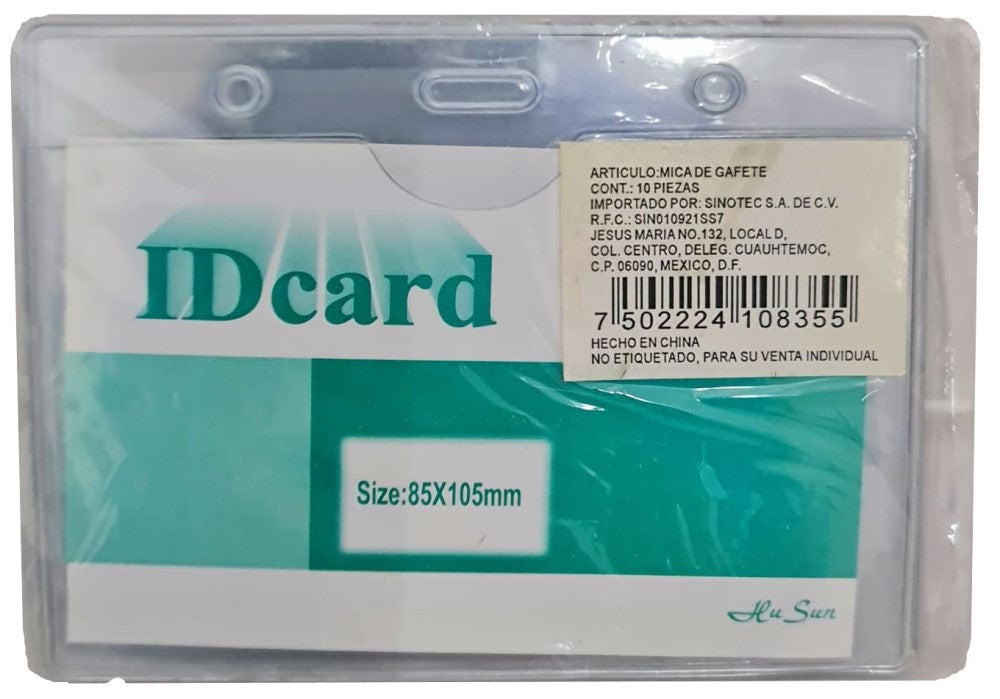 ARTICULO:MICA DE GAFETE
CONT.: 10 PIEZAS
IMPORTADO POR: SINOTEC S.A. DE C.V.
R.F.C.: SIN010921SS7
JESUS MARIA NO.132, LOCAL D,
COL. CENTRO, DELEG. CUAUHTEMOC,
C.P. 06090, MEXICO, D.F.
7 502224 108355
HECHO EN CHINA
NO ETIQUETADO, PARA SU VENTA INDIVIDUAL
IDcard
Size:85X105mm
Hu Sun